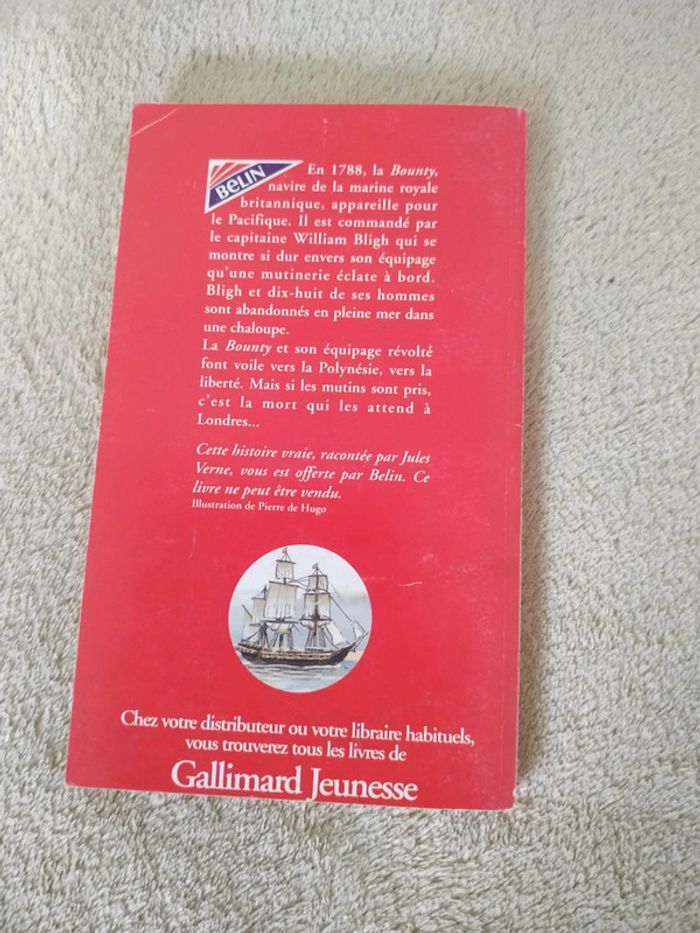 BELIN
En 1788, la Bounty,
navire de la marine royale
britannique, appareille pour
le Pacifique. Il est commandé par
le capitaine William Bligh qui se
montre si dur envers son équipage
qu'une mutinerie éclate à bord.
Bligh et dix-huit de ses hommes
sont abandonnés en pleine mer dans
une chaloupe.
La Bounty et son équipage révolté
font voile vers la Polynésie, vers la
liberté. Mais si les mutins sont pris,
c'est la mort qui les attend à
Londres...
Cette histoire vraie, racontée par Jules
Verne, vous est offerte par Belin. Ce
livre ne peut être vendu.
Illustration de Pierre de Hugo
Chez votre distributeur ou votre libraire habituels,
vous trouverez tous les livres de
Gallimard Jeunesse